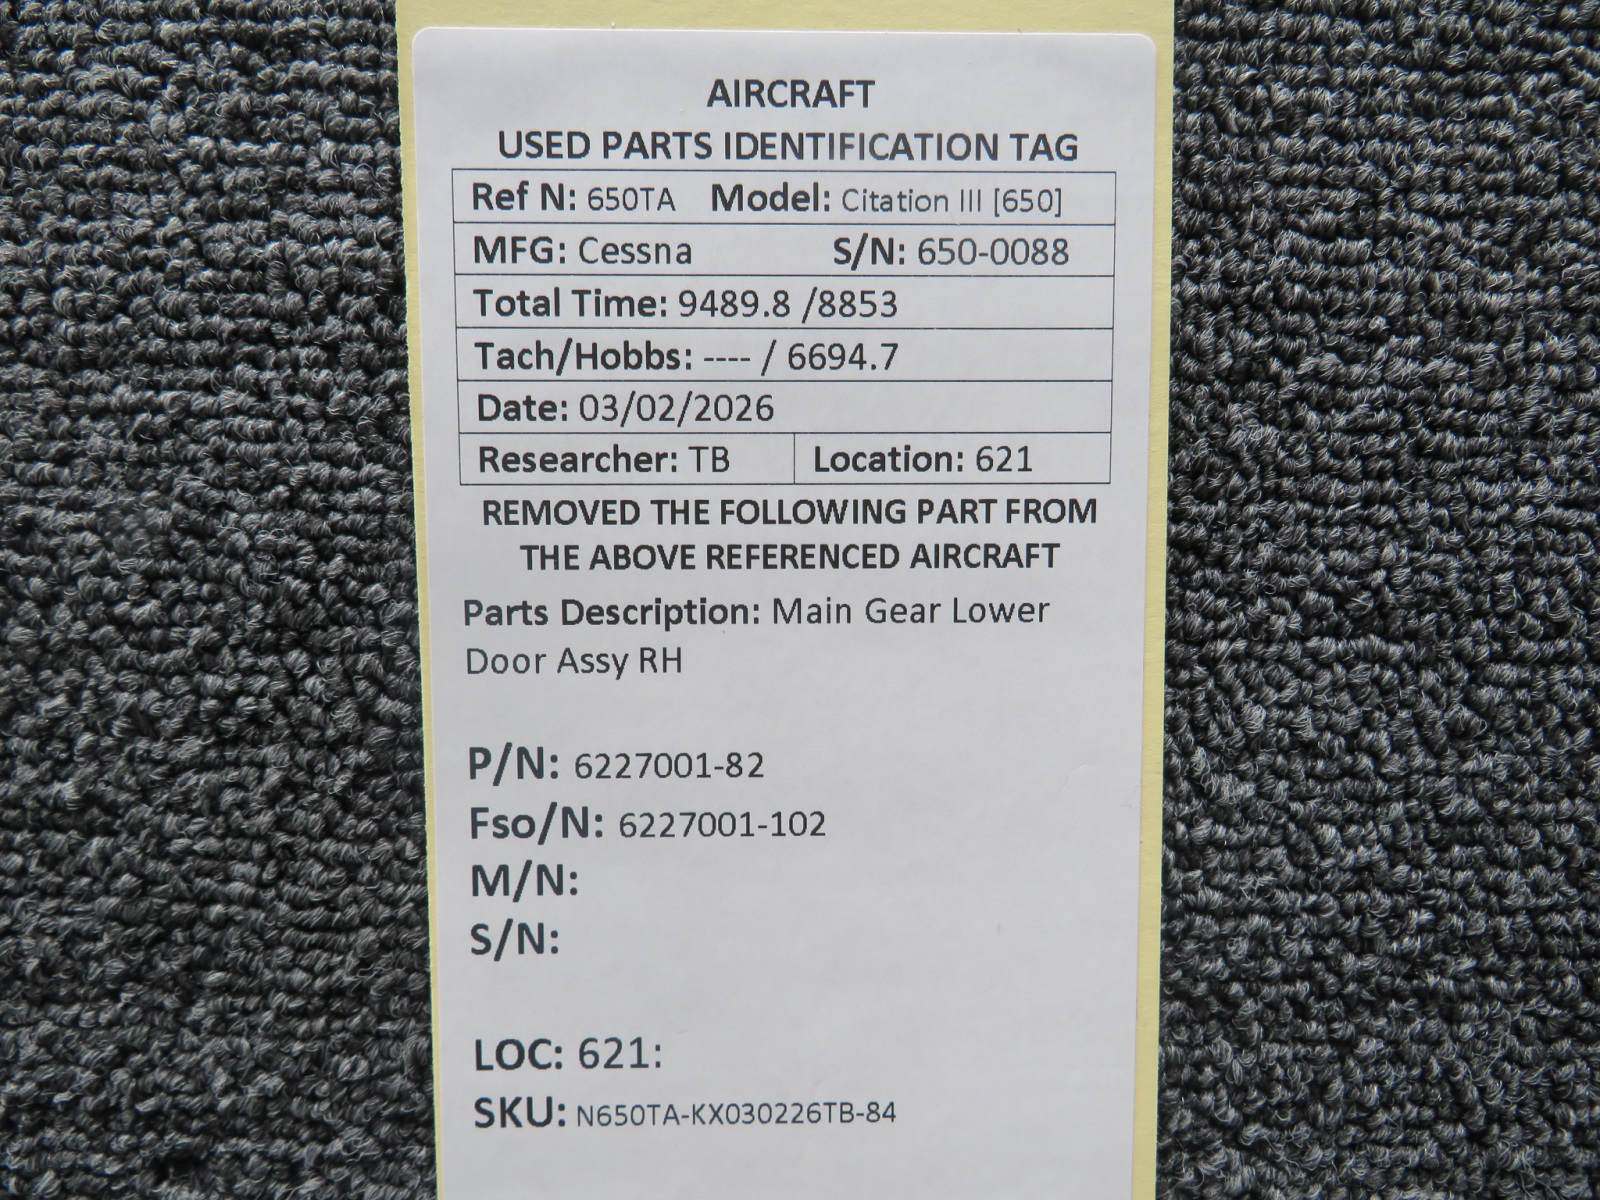 AIRCRAFT
USED PARTS IDENTIFICATION TAG
Ref N: 650TA Model: Citation III [650]
MFG: Cessna S/N: 650-0088
Total Time: 9489.8 /8853
Tach/Hobbs: ---- / 6694.7
Date: 03/02/2026
Researcher: TB Location: 621
REMOVED THE FOLLOWING PART FROM
THE ABOVE REFERENCED AIRCRAFT
Parts Description: Main Gear Lower
Door Assy RH
P/N: 6227001-82
Fso/N: 6227001-102
M/N:
S/N:
LOC: 621:
SKU: N650TA-KX030226TB-84